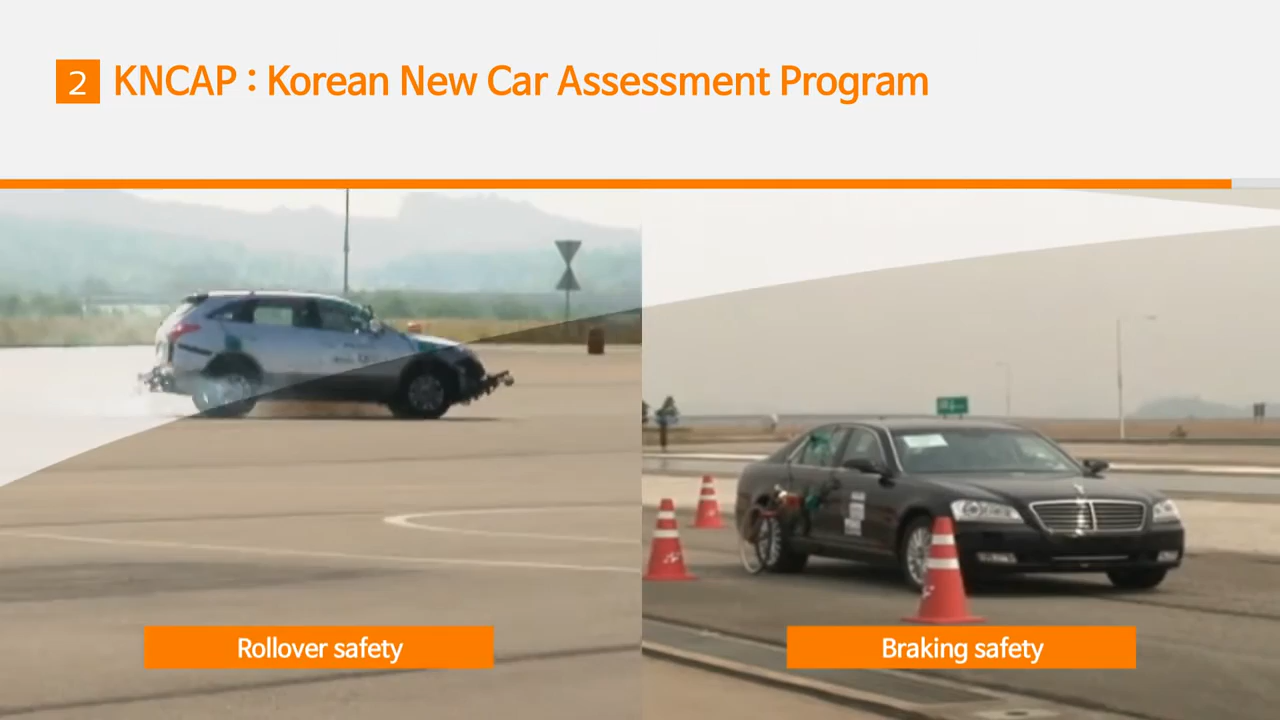 2 KNCAP : Korean New Car Assessment Program
Rollover safety
Braking safety